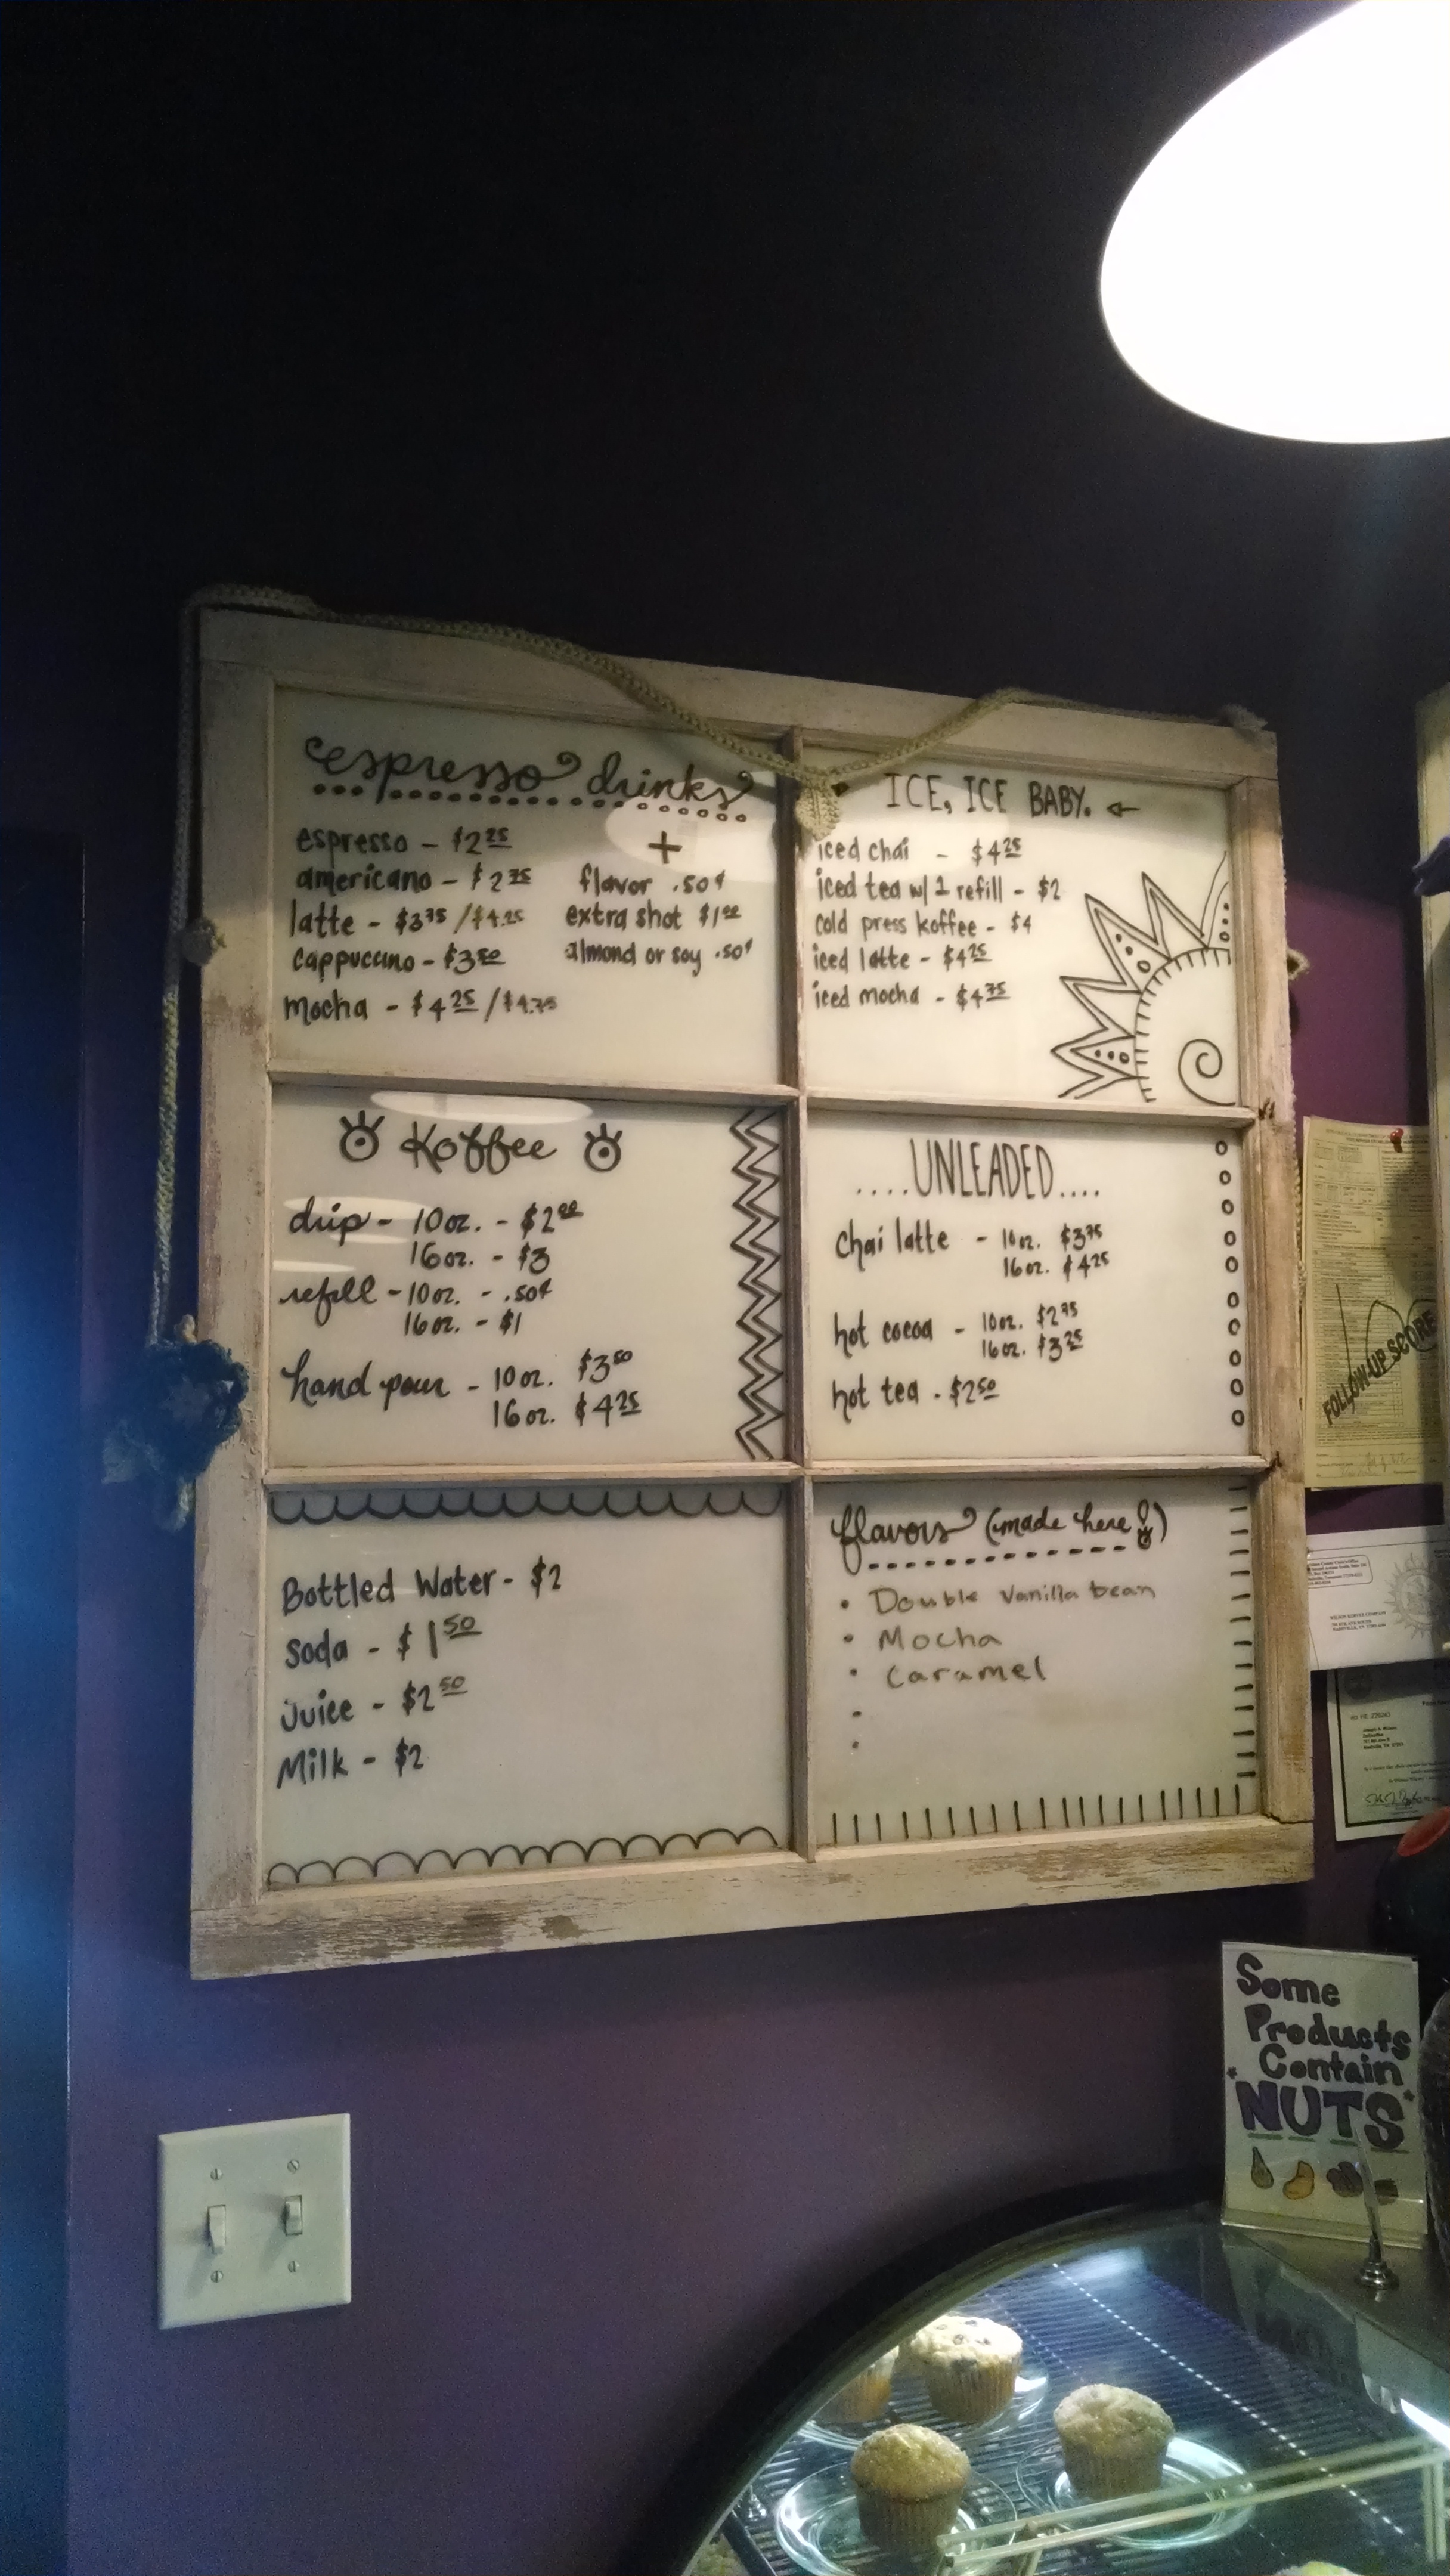 espresso drinks
espresso - $2.25
americano - $2.75
latte - $3.75 / $4.25
cappuccino - $3.50
mocha - $4.25 / $4.75
+
flavor .50¢
extra shot $1.00
almond or soy .50¢
ICE, ICE BABY. ←
iced chai - $4.25
iced tea w/ 1 refill - $2
cold press koffee - $4
iced latte - $4.25
iced mocha - $4.75
Koffee
drip - 10oz. - $2.00
16oz. - $3
refill - 10oz. - .50¢
16oz. - $1
hand pour - 10oz. $3.50
16oz. $4.25
....UNLEADED....
chai latte - 10oz. $3.75
16oz. $4.25
hot cocoa - 10oz. $2.75
16oz. $3.25
hot tea - $2.50
Bottled Water - $2
Soda - $1.50
Juice - $2.50
Milk - $2
flavors (made here!)
• Double Vanilla bean
• Mocha
• Caramel
•
•
FOLLOW-UP SCORE
Some
Products
Contain
*NUTS*